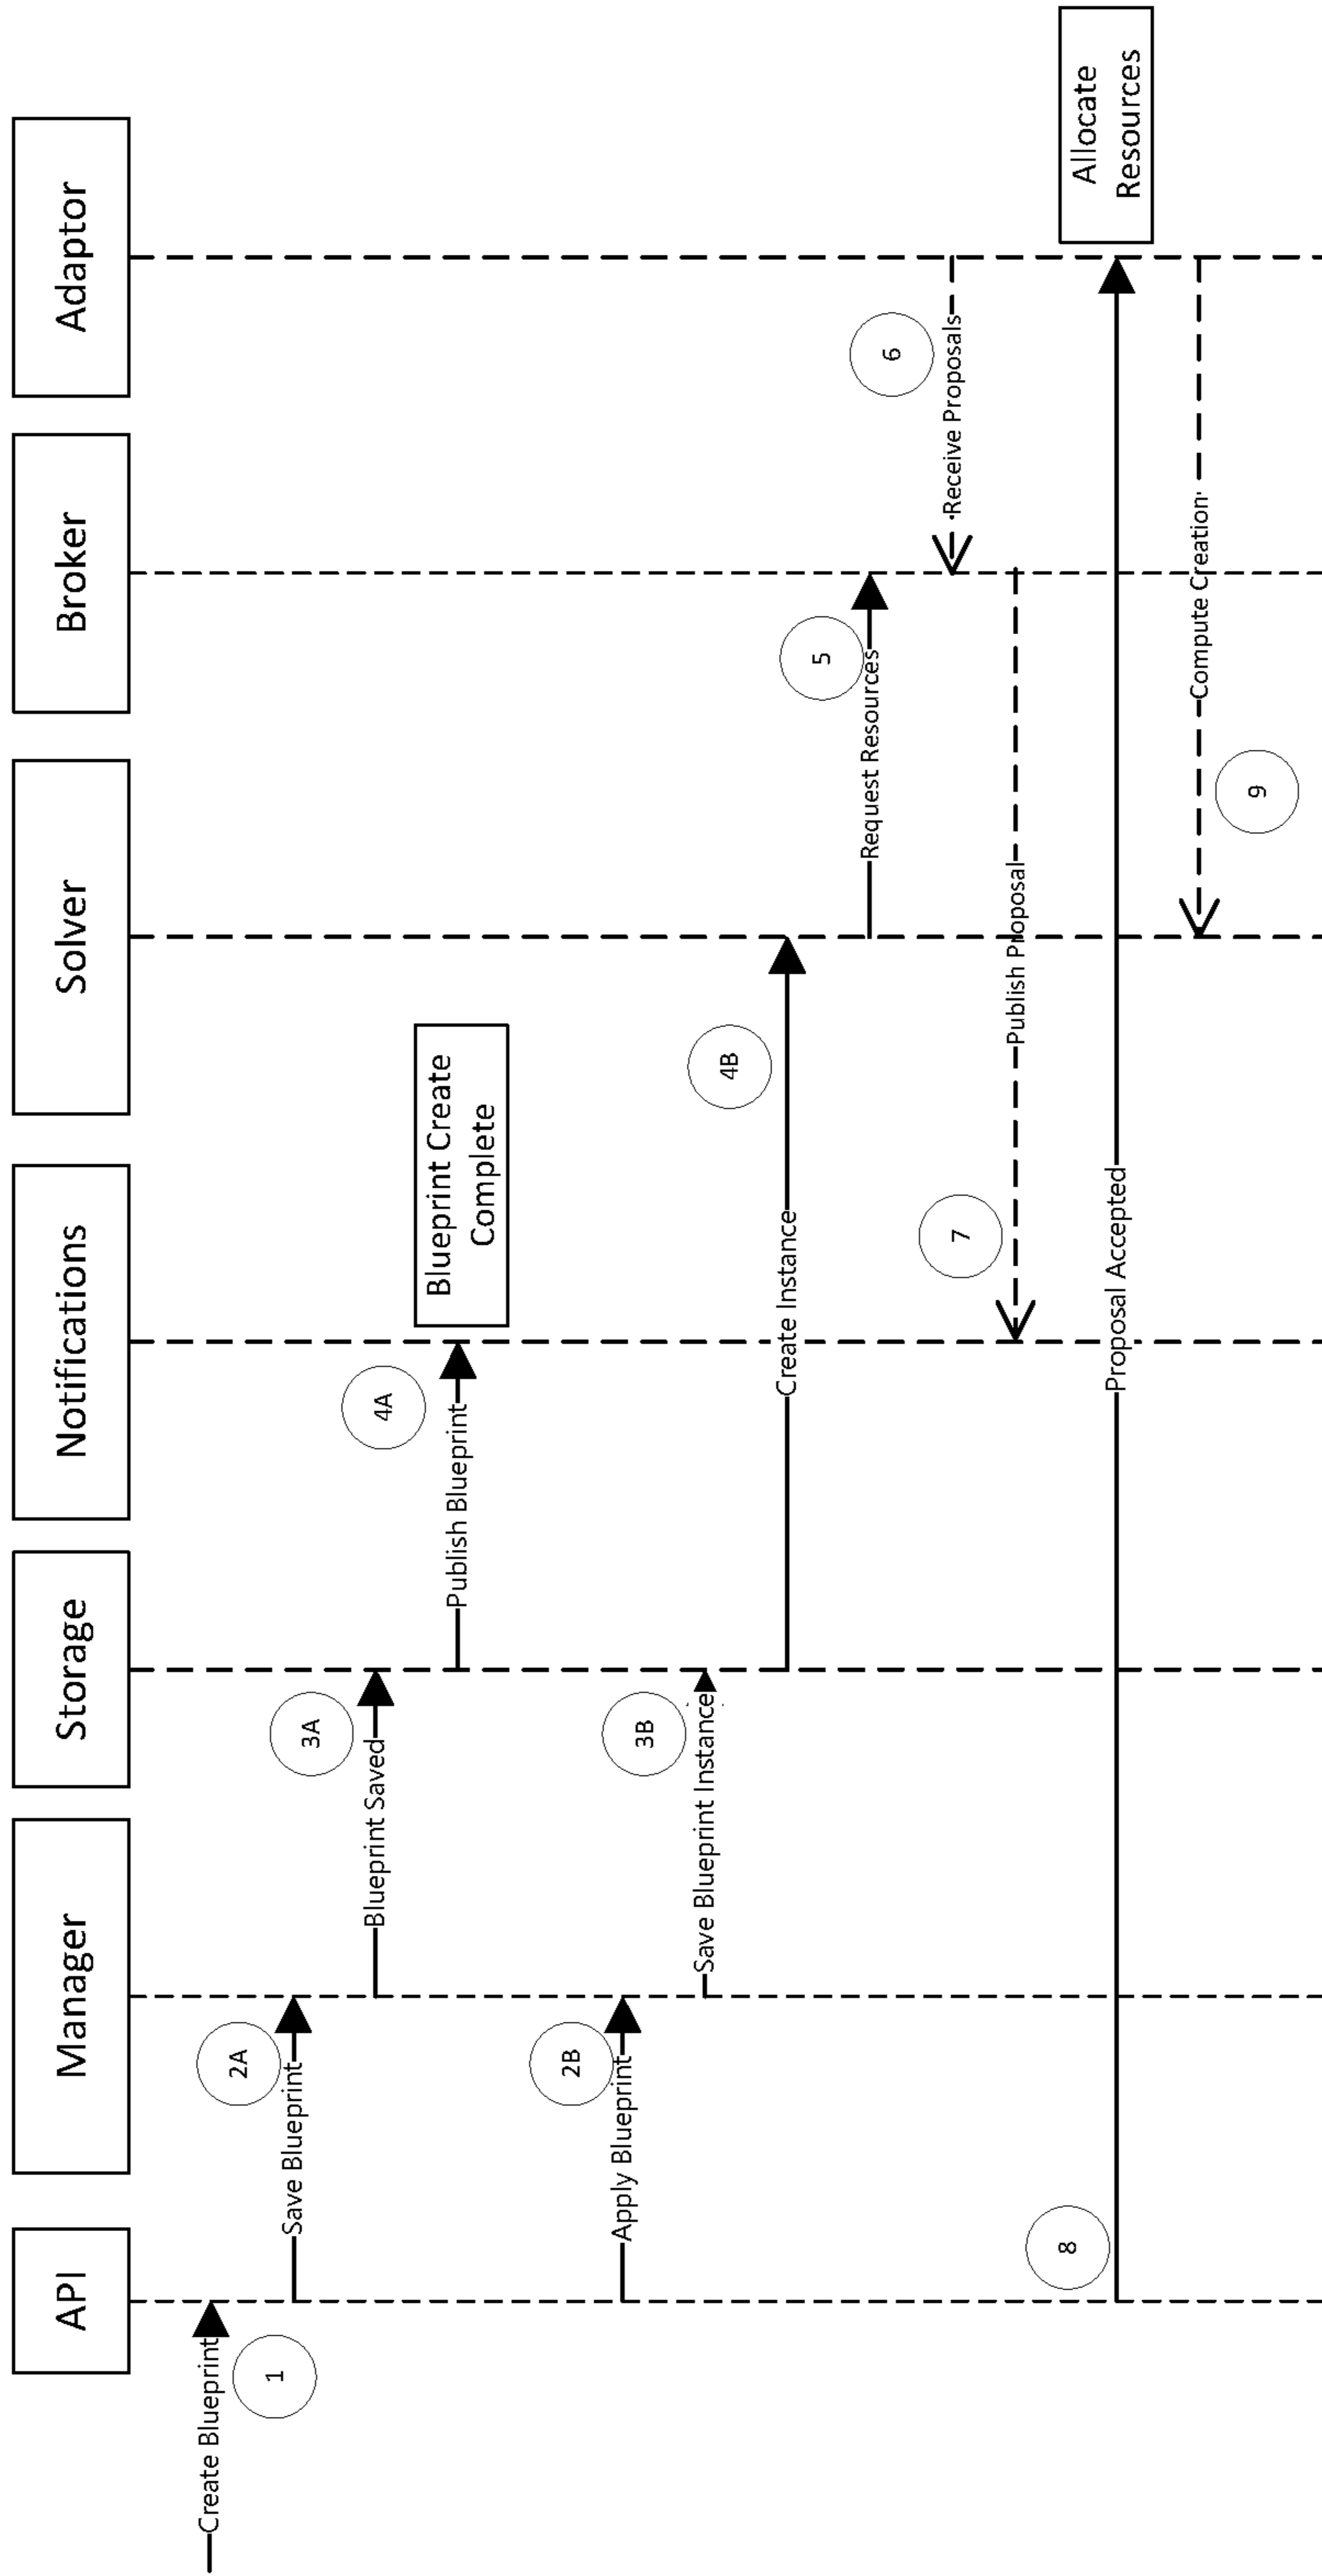 API
Manager
Storage
Notifications
Solver
Broker
Adaptor
Create Blueprint
1
2A
Save Blueprint
3A
Blueprint Saved
4A
Publish Blueprint
Blueprint Create
Complete
2B
Apply Blueprint
3B
Save Blueprint Instance
4B
Create Instance
5
Request Resources
6
Receive Proposals
7
Publish Proposal
8
Proposal Accepted
Allocate
Resources
Compute Creation
9